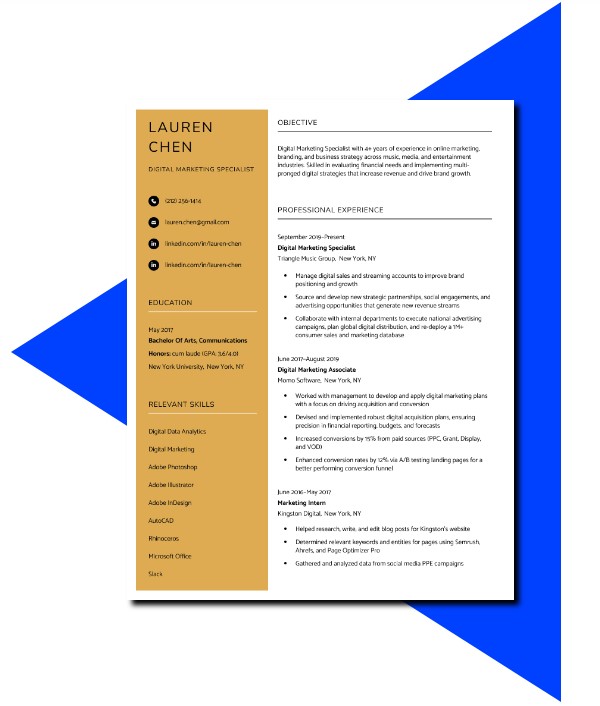 LAUREN
CHEN
DIGITAL MARKETING SPECIALIST
(212) 256-1414
lauren.chen@gmail.com
linkedin.com/in/lauren-chen
linkedin.com/in/lauren-chen
EDUCATION
May 2017
Bachelor Of Arts, Communications
Honors: cum laude (GPA: 3.6/4.0)
New York University, New York, NY
RELEVANT SKILLS
Digital Data Analytics
Digital Marketing
Adobe Photoshop
Adobe Illustrator
Adobe InDesign
AutoCAD
Rhinoceros
Microsoft Office
Slack
OBJECTIVE
Digital Marketing Specialist with 4+ years of experience in online marketing,
branding, and business strategy across music, media, and entertainment
industries. Skilled in evaluating financial needs and implementing multi-
pronged digital strategies that increase revenue and drive brand growth.
PROFESSIONAL EXPERIENCE
September 2019–Present
Digital Marketing Specialist
Triangle Music Group, New York, NY
• Manage digital sales and streaming accounts to improve brand
positioning and growth
• Source and develop new strategic partnerships, social engagements, and
advertising opportunities that generate new revenue streams
• Collaborate with internal departments to execute national advertising
campaigns, plan global digital distribution, and re-deploy a 1M+
consumer sales and marketing database
June 2017–August 2019
Digital Marketing Associate
Momo Software, New York, NY
• Worked with management to develop and apply digital marketing plans
with a focus on driving acquisition and conversion
• Devised and implemented robust digital acquisition plans, ensuring
precision in financial reporting, budgets, and forecasts
• Increased conversions by 15% from paid sources (PPC, Grant, Display,
and VOD)
• Enhanced conversion rates by 12% via A/B testing landing pages for a
better performing conversion funnel
June 2016–May 2017
Marketing Intern
Kingston Digital, New York, NY
• Helped research, write, and edit blog posts for Kingston's website
• Determined relevant keywords and entities for pages using Semrush,
Ahrefs, and Page Optimizer Pro
• Gathered and analyzed data from social media PPE campaigns